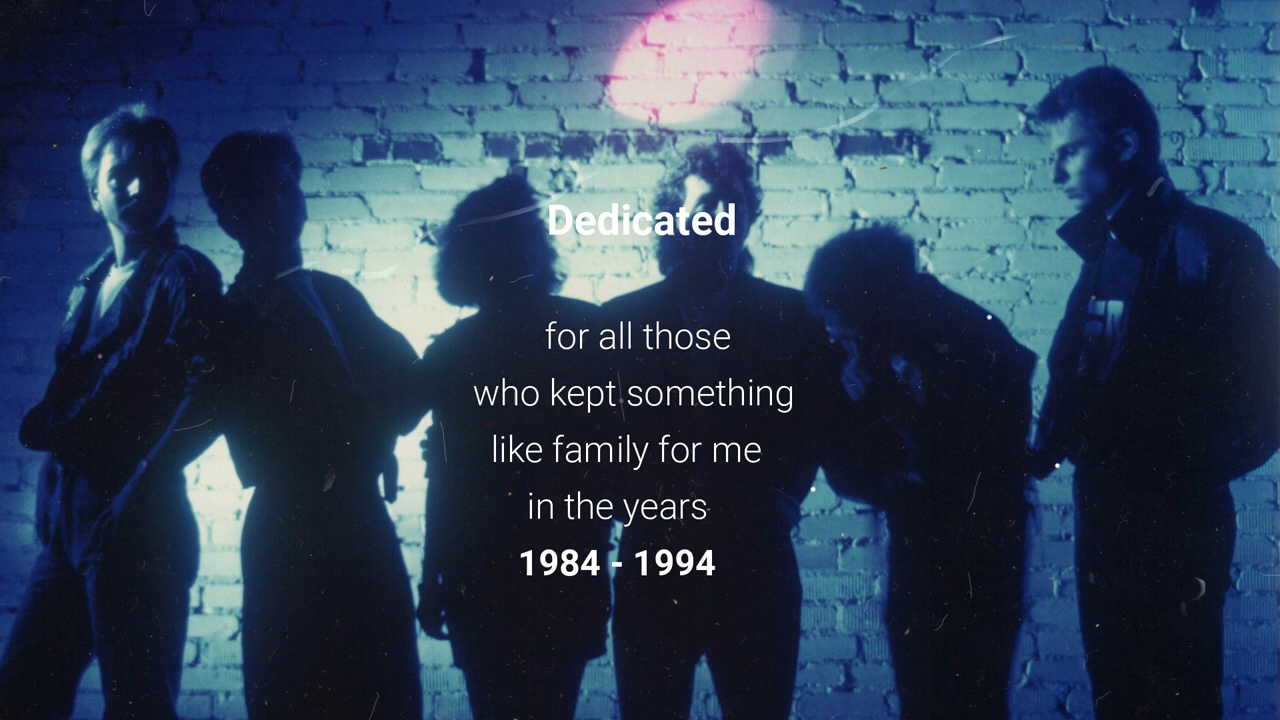 Dedicated
for all those
who kept something
like family for me
in the years
1984 - 1994